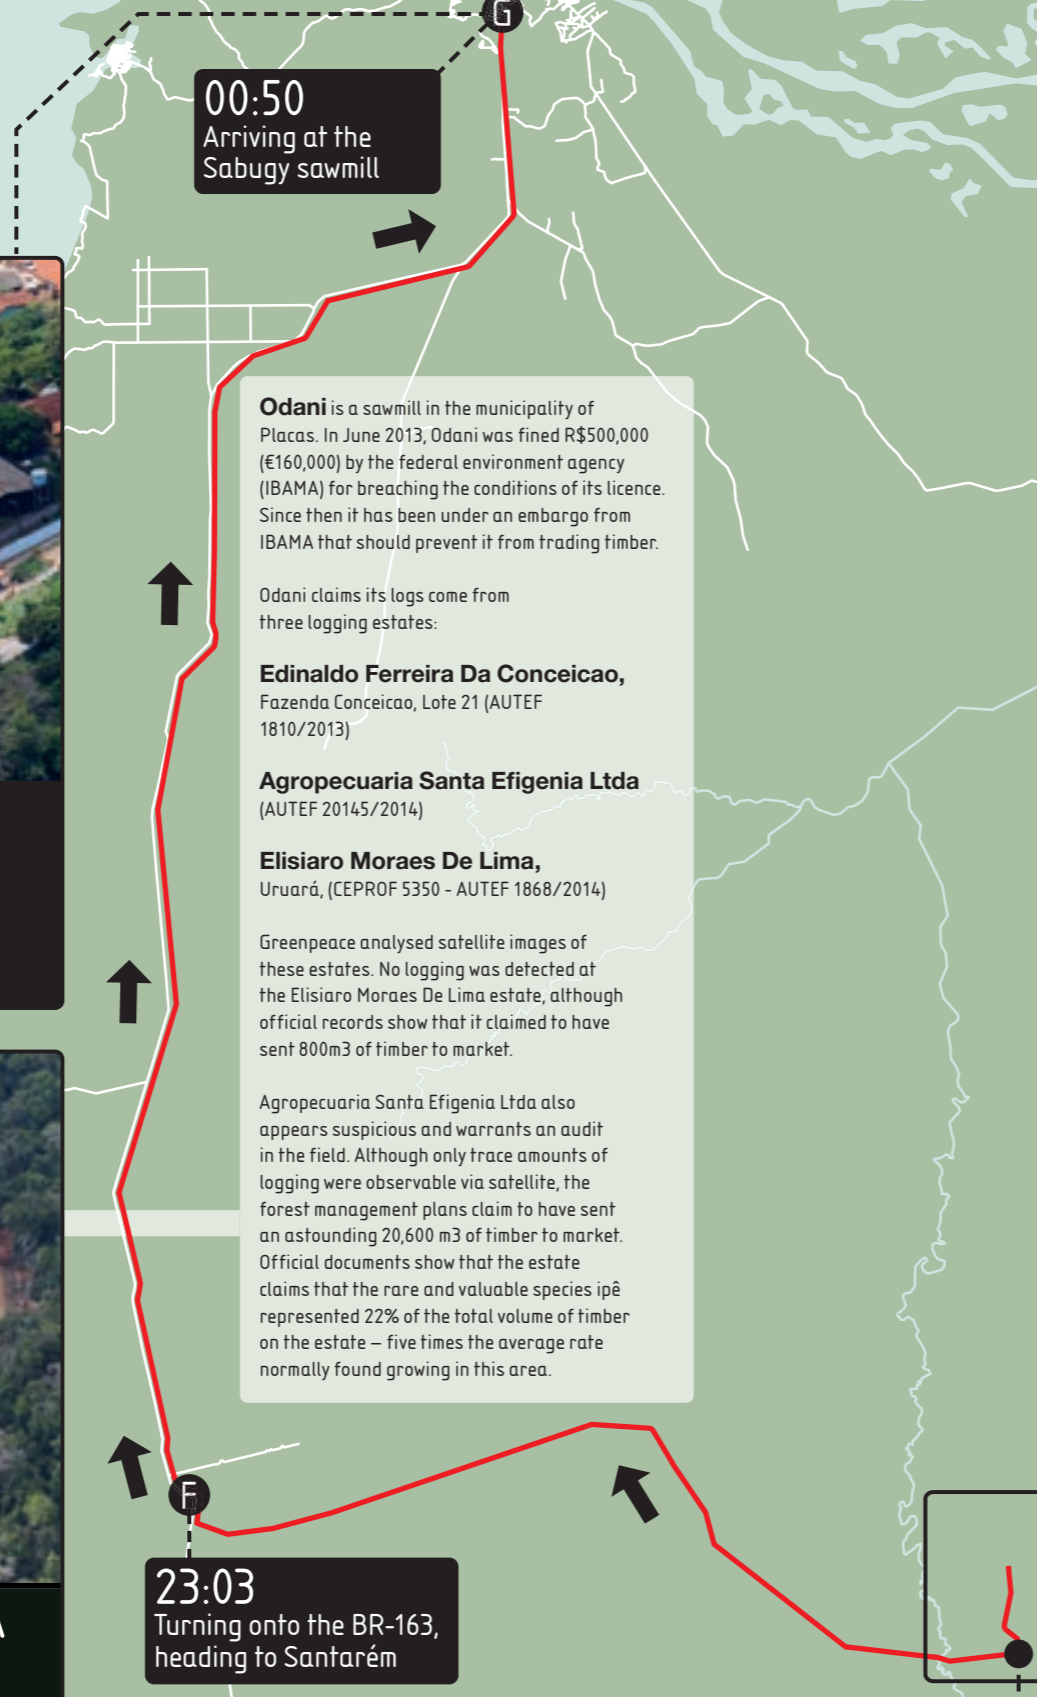 G
00:50
Arriving at the
Sabugy sawmill
Odani is a sawmill in the municipality of
Placas. In June 2013, Odani was fined R$500,000
(€160,000) by the federal environment agency
(IBAMA) for breaching the conditions of its licence.
Since then it has been under an embargo from
IBAMA that should prevent it from trading timber.
Odani claims its logs come from
three logging estates:
Edinaldo Ferreira Da Conceicao,
Fazenda Conceicao, Lote 21 (AUTEF
1810/2013)
Agropecuaria Santa Efigenia Ltda
(AUTEF 20145/2014)
Elisiaro Moraes De Lima,
Uruará, (CEPROF 5350 - AUTEF 1868/2014)
Greenpeace analysed satellite images of
these estates. No logging was detected at
the Elisiaro Moraes De Lima estate, although
official records show that it claimed to have
sent 800m3 of timber to market.
Agropecuaria Santa Efigenia Ltda also
appears suspicious and warrants an audit
in the field. Although only trace amounts of
logging were observable via satellite, the
forest management plans claim to have sent
an astounding 20,600 m3 of timber to market.
Official documents show that the estate
claims that the rare and valuable species ipê
represented 22% of the total volume of timber
on the estate – five times the average rate
normally found growing in this area.
F
23:03
Turning onto the BR-163,
heading to Santarém